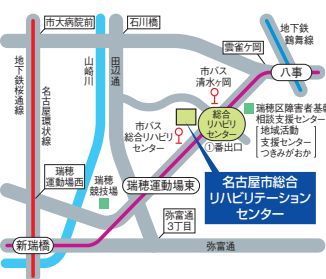 市大病院前
石川橋
地下鉄
鶴舞線
雲雀ケ岡
八事
地下鉄桜通線
名古屋環状線
山崎川
田辺通
市バス
清水ケ岡
市バス
総合リハビリ
センター
総合
リハビリ
センター
①番出口
瑞穂区障害者基
相談支援センター
地域活動
支援センター
つきみがおか
瑞穂
運動場西
瑞穂
競技場
瑞穂運動場東
名古屋市総合
リハビリテーション
センター
弥富通
3丁目
新瑞橋
弥富通